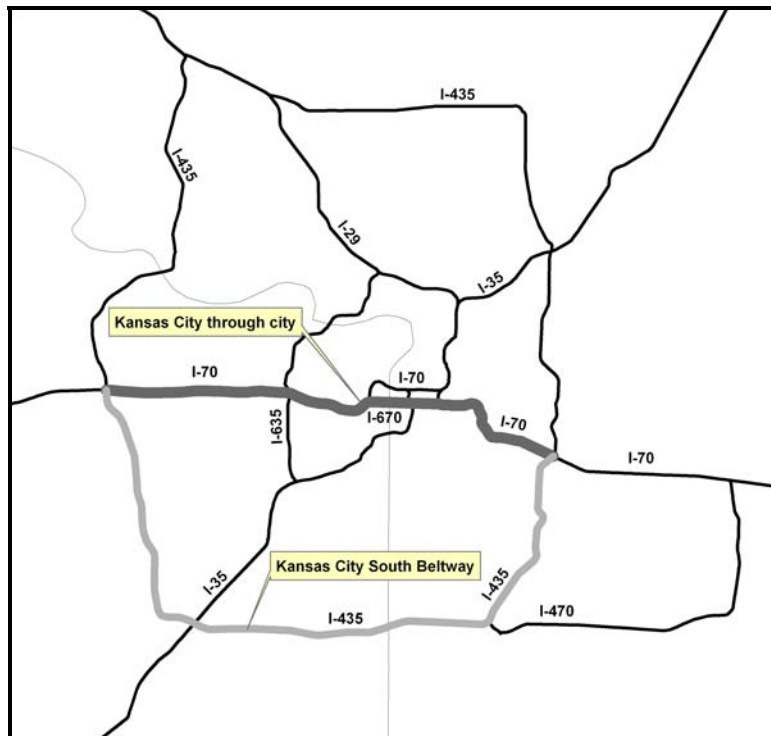 I-435
I-435
I-29
I-35
Kansas City through city
I-70
I-70
I-670
I-635
I-70
I-70
Kansas City South Beltway
I-35
I-435
I-435
I-470